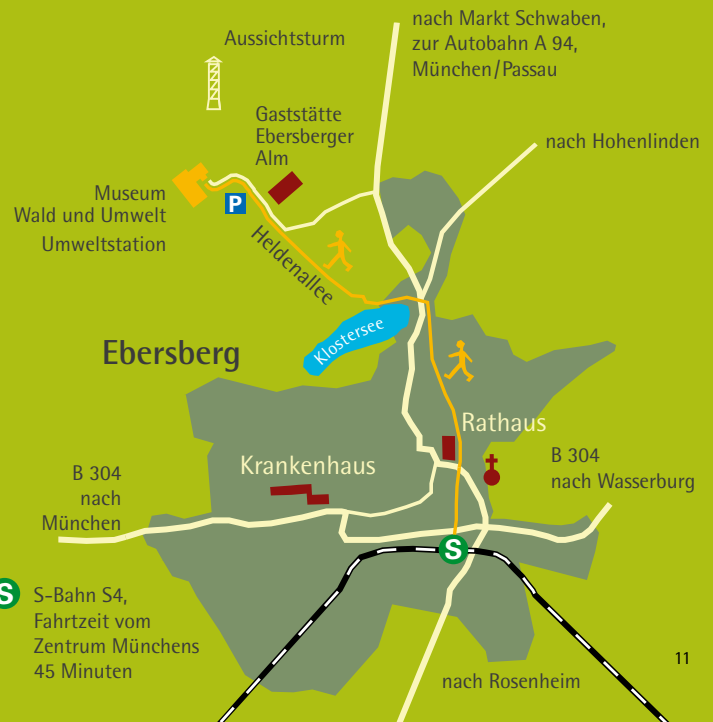 nach Markt Schwaben,
zur Autobahn A 94,
München/Passau
Aussichtsturm
Gaststätte
Ebersberger
Alm
nach Hohenlinden
Museum
Wald und Umwelt
Umweltstation
P
Heldenallee
Klostersee
Ebersberg
Rathaus
Krankenhaus
B 304
nach
München
B 304
nach Wasserburg
S
S
S-Bahn S4,
Fahrtzeit vom
Zentrum Münchens
45 Minuten
nach Rosenheim
11